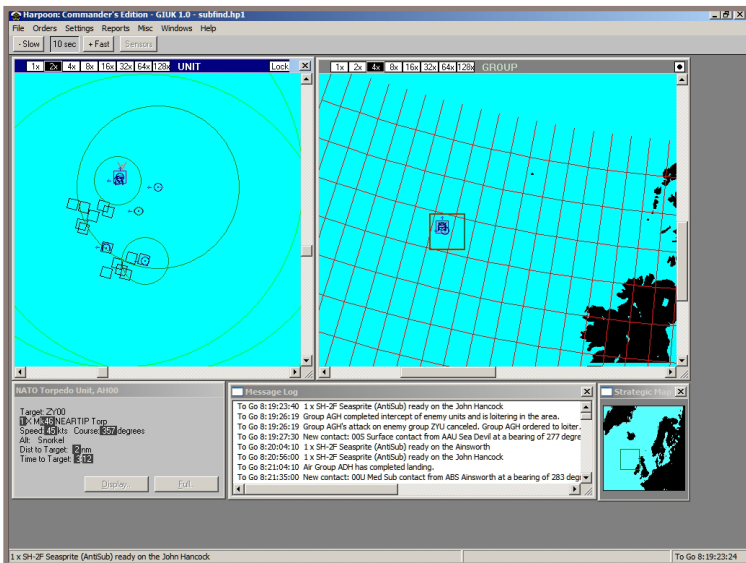 Harpoon: Commander's Edition - GIUK 1.0 - subfind.hp1
File Orders Settings Reports Misc Windows Help
- Slow 10 sec + Fast Sensors
1x 2x 4x 8x 16x 32x 64x 128x UNIT Lock
1x 2x 4x 8x 16x 32x 64x 128x GROUP
NATO Torpedo Unit, AH00
Target: ZY00
1 X Mk46 NEARTIP Torp
Speed: 45 kts Course: 357 degrees
Alt: Snorkel
Dist to Target: 2 nm
Time to Target: 3:12
Display... Full...
Message Log
To Go 8:19:23:40 1 x SH-2F Seasprite (AntiSub) ready on the John Hancock
To Go 8:19:26:19 Group AGH completed intercept of enemy units and is loitering in the area.
To Go 8:19:26:19 Group AGH's attack on enemy group ZYU canceled. Group AGH ordered to loiter.
To Go 8:19:27:30 New contact: 00S Surface contact from AAU Sea Devil at a bearing of 277 degre
To Go 8:20:04:10 1 x SH-2F Seasprite (AntiSub) ready on the Ainsworth
To Go 8:20:56:00 1 x SH-2F Seasprite (AntiSub) ready on the John Hancock
To Go 8:21:04:10 Air Group ADH has completed landing.
To Go 8:21:35:00 New contact: 00U Med Sub contact from ABS Ainsworth at a bearing of 283 deg
Strategic Map
1 x SH-2F Seasprite (AntiSub) ready on the John Hancock
To Go 8:19:23:24